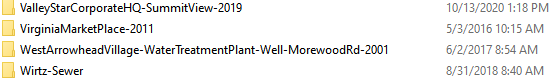 ValleyStarCorporateHQ-SummitView-2019 10/13/2020 1:18 PM
VirginiaMarketPlace-2011 5/3/2016 10:15 AM
WestArrowheadVillage-WaterTreatmentPlant-Well-MorewoodRd-2001 6/2/2017 8:54 AM
Wirtz-Sewer 8/31/2018 8:40 AM